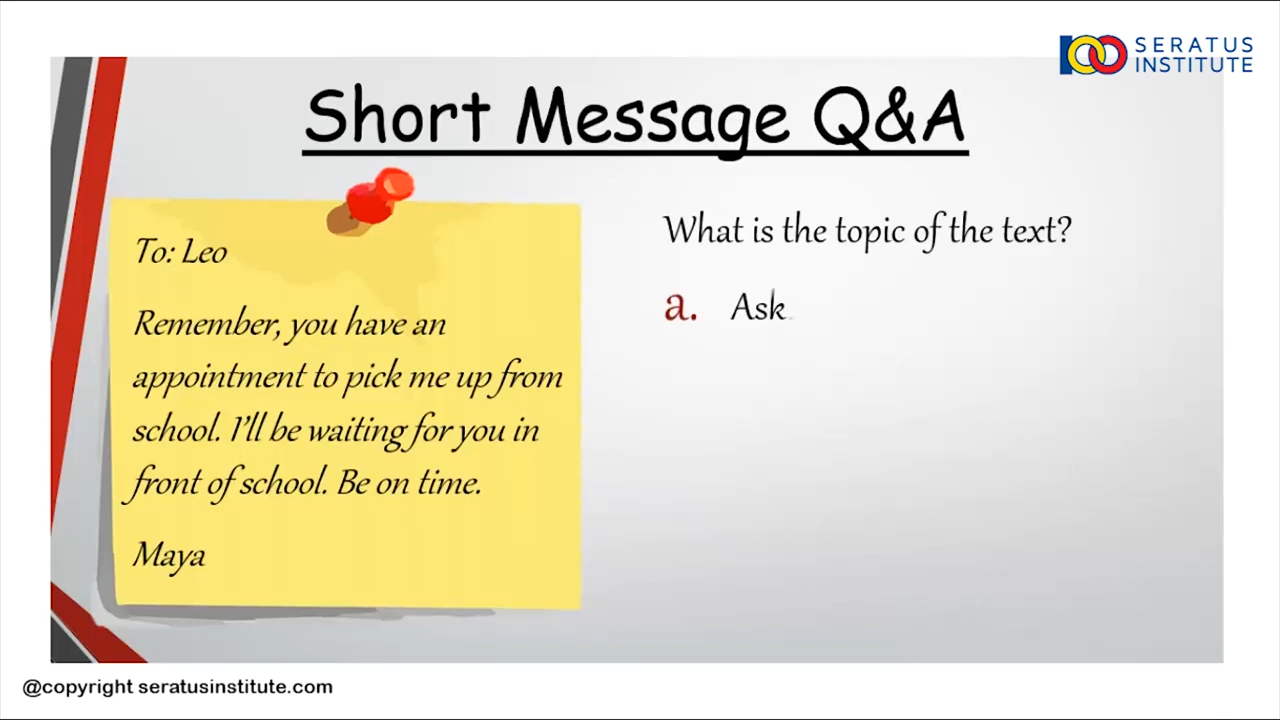 SERATUS
INSTITUTE
Short Message Q&A
To: Leo
Remember, you have an
appointment to pick me up from
school. I'll be waiting for you in
front of school. Be on time.
Maya
What is the topic of the text?
a. Ask
@copyright seratusinstitute.com